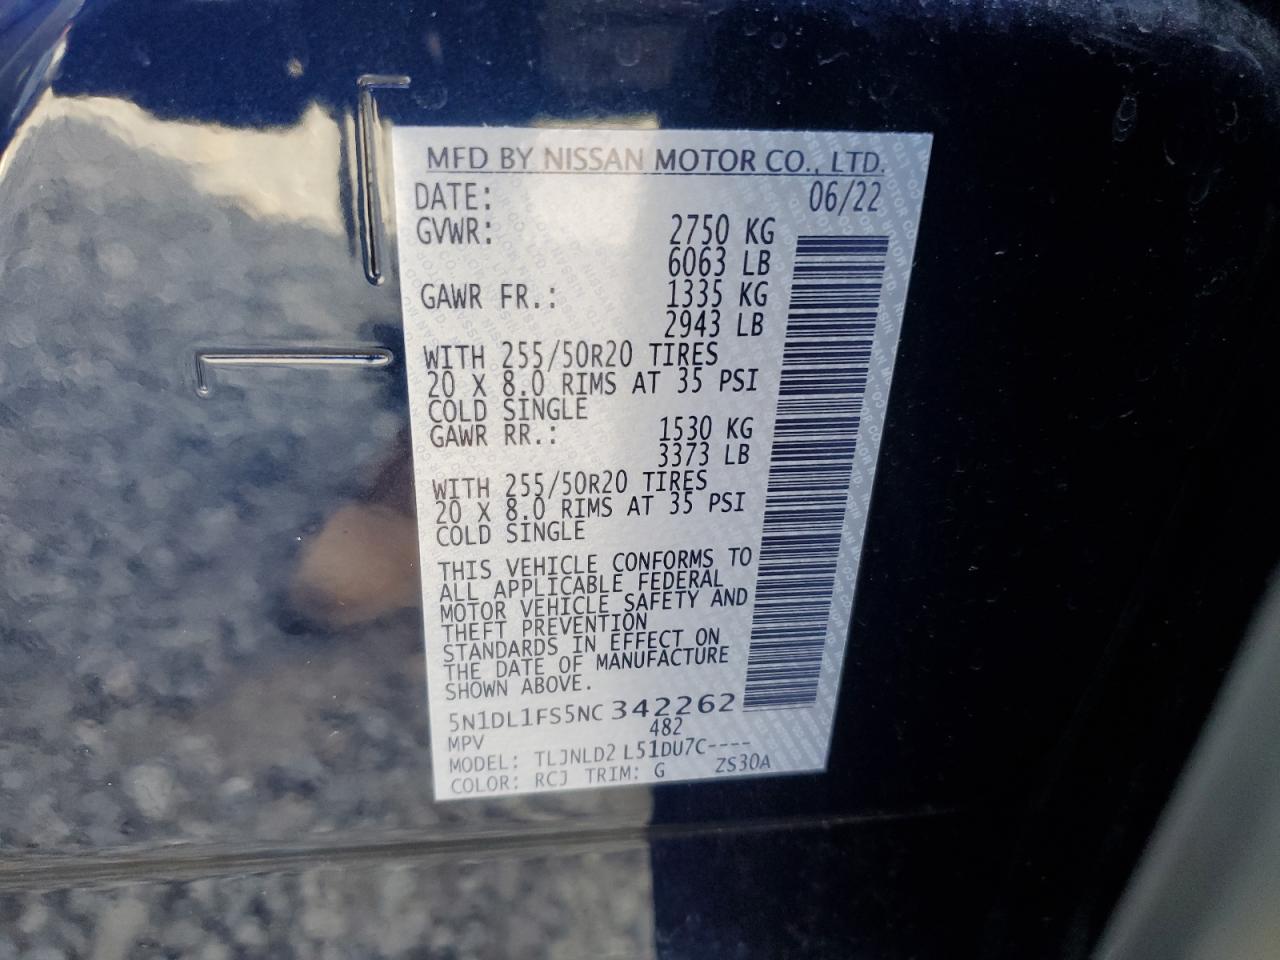 MFD BY NISSAN MOTOR CO., LTD.
DATE: 06/22
GVWR: 2750 KG
6063 LB
GAWR FR.: 1335 KG
2943 LB
WITH 255/50R20 TIRES
20 X 8.0 RIMS AT 35 PSI
COLD SINGLE
GAWR RR.: 1530 KG
3373 LB
WITH 255/50R20 TIRES
20 X 8.0 RIMS AT 35 PSI
COLD SINGLE
THIS VEHICLE CONFORMS TO
ALL APPLICABLE FEDERAL
MOTOR VEHICLE SAFETY AND
THEFT PREVENTION
STANDARDS IN EFFECT ON
THE DATE OF MANUFACTURE
SHOWN ABOVE.
5N1DL1FS5NC 342262
MPV 482
MODEL: TLJNLD2 L51DU7C----
COLOR: RCJ TRIM: G ZS30A